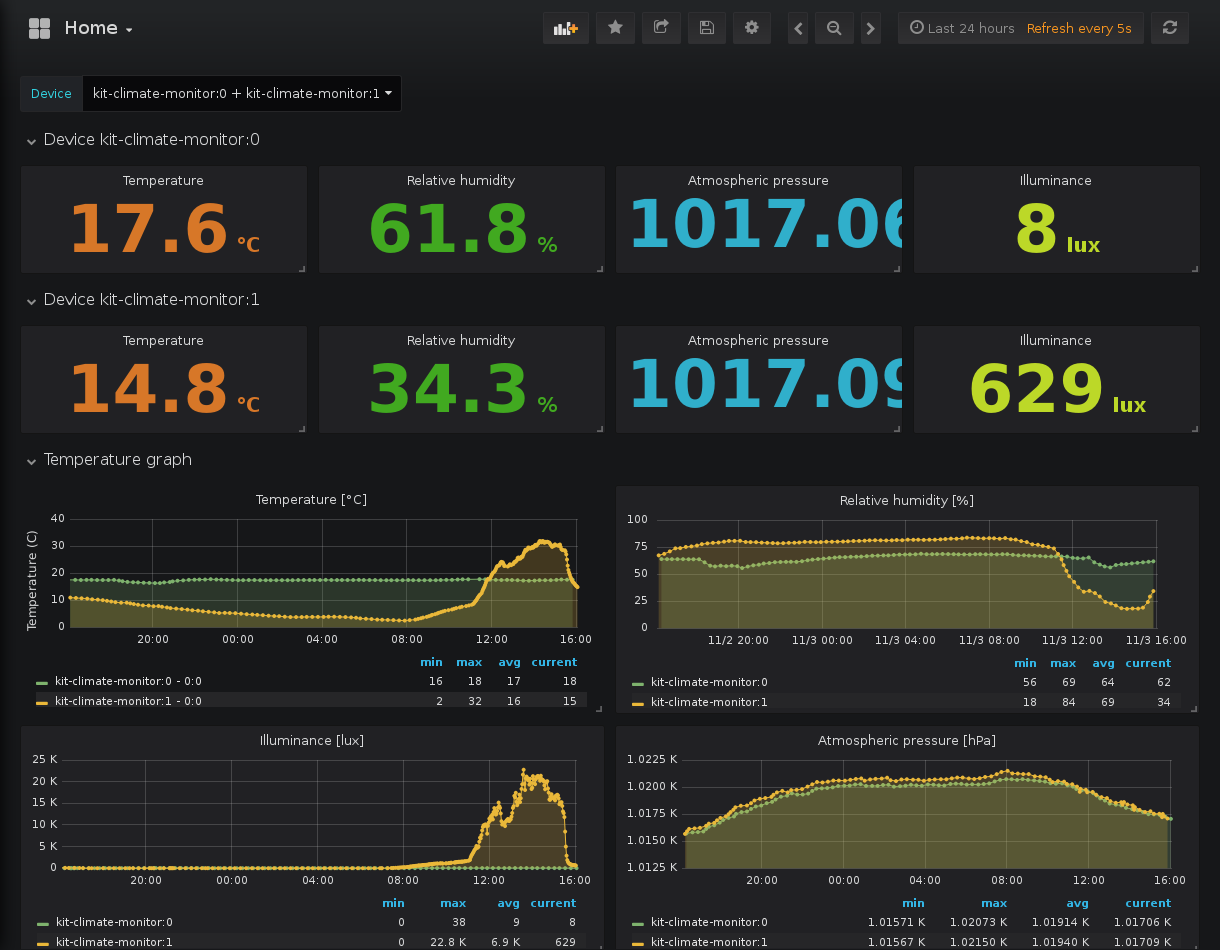 Home
Last 24 hours Refresh every 5s
Device kit-climate-monitor:0 + kit-climate-monitor:1
Device kit-climate-monitor:0
Temperature Relative humidity Atmospheric pressure Illuminance
17.6 °C 61.8 % 1017.06 8 lux
Device kit-climate-monitor:1
Temperature Relative humidity Atmospheric pressure Illuminance
14.8 °C 34.3 % 1017.09 629 lux
Temperature graph
Temperature [°C]
Temperature (C)
40
30
20
10
0
20:00 00:00 04:00 08:00 12:00 16:00
min max avg current
kit-climate-monitor:0 - 0:0 16 18 17 18
kit-climate-monitor:1 - 0:0 2 32 16 15
Relative humidity [%]
100
75
50
25
0
11/2 20:00 11/3 00:00 11/3 04:00 11/3 08:00 11/3 12:00 11/3 16:00
min max avg current
kit-climate-monitor:0 56 69 64 62
kit-climate-monitor:1 18 84 69 34
Illuminance [lux]
25 K
20 K
15 K
10 K
5 K
0
20:00 00:00 04:00 08:00 12:00 16:00
min max avg current
kit-climate-monitor:0 0 38 9 8
kit-climate-monitor:1 0 22.8 K 6.9 K 629
Atmospheric pressure [hPa]
1.0225 K
1.0200 K
1.0175 K
1.0150 K
1.0125 K
20:00 00:00 04:00 08:00 12:00 16:00
min max avg current
kit-climate-monitor:0 1.01571 K 1.02073 K 1.01914 K 1.01706 K
kit-climate-monitor:1 1.01567 K 1.02150 K 1.01940 K 1.01709 K